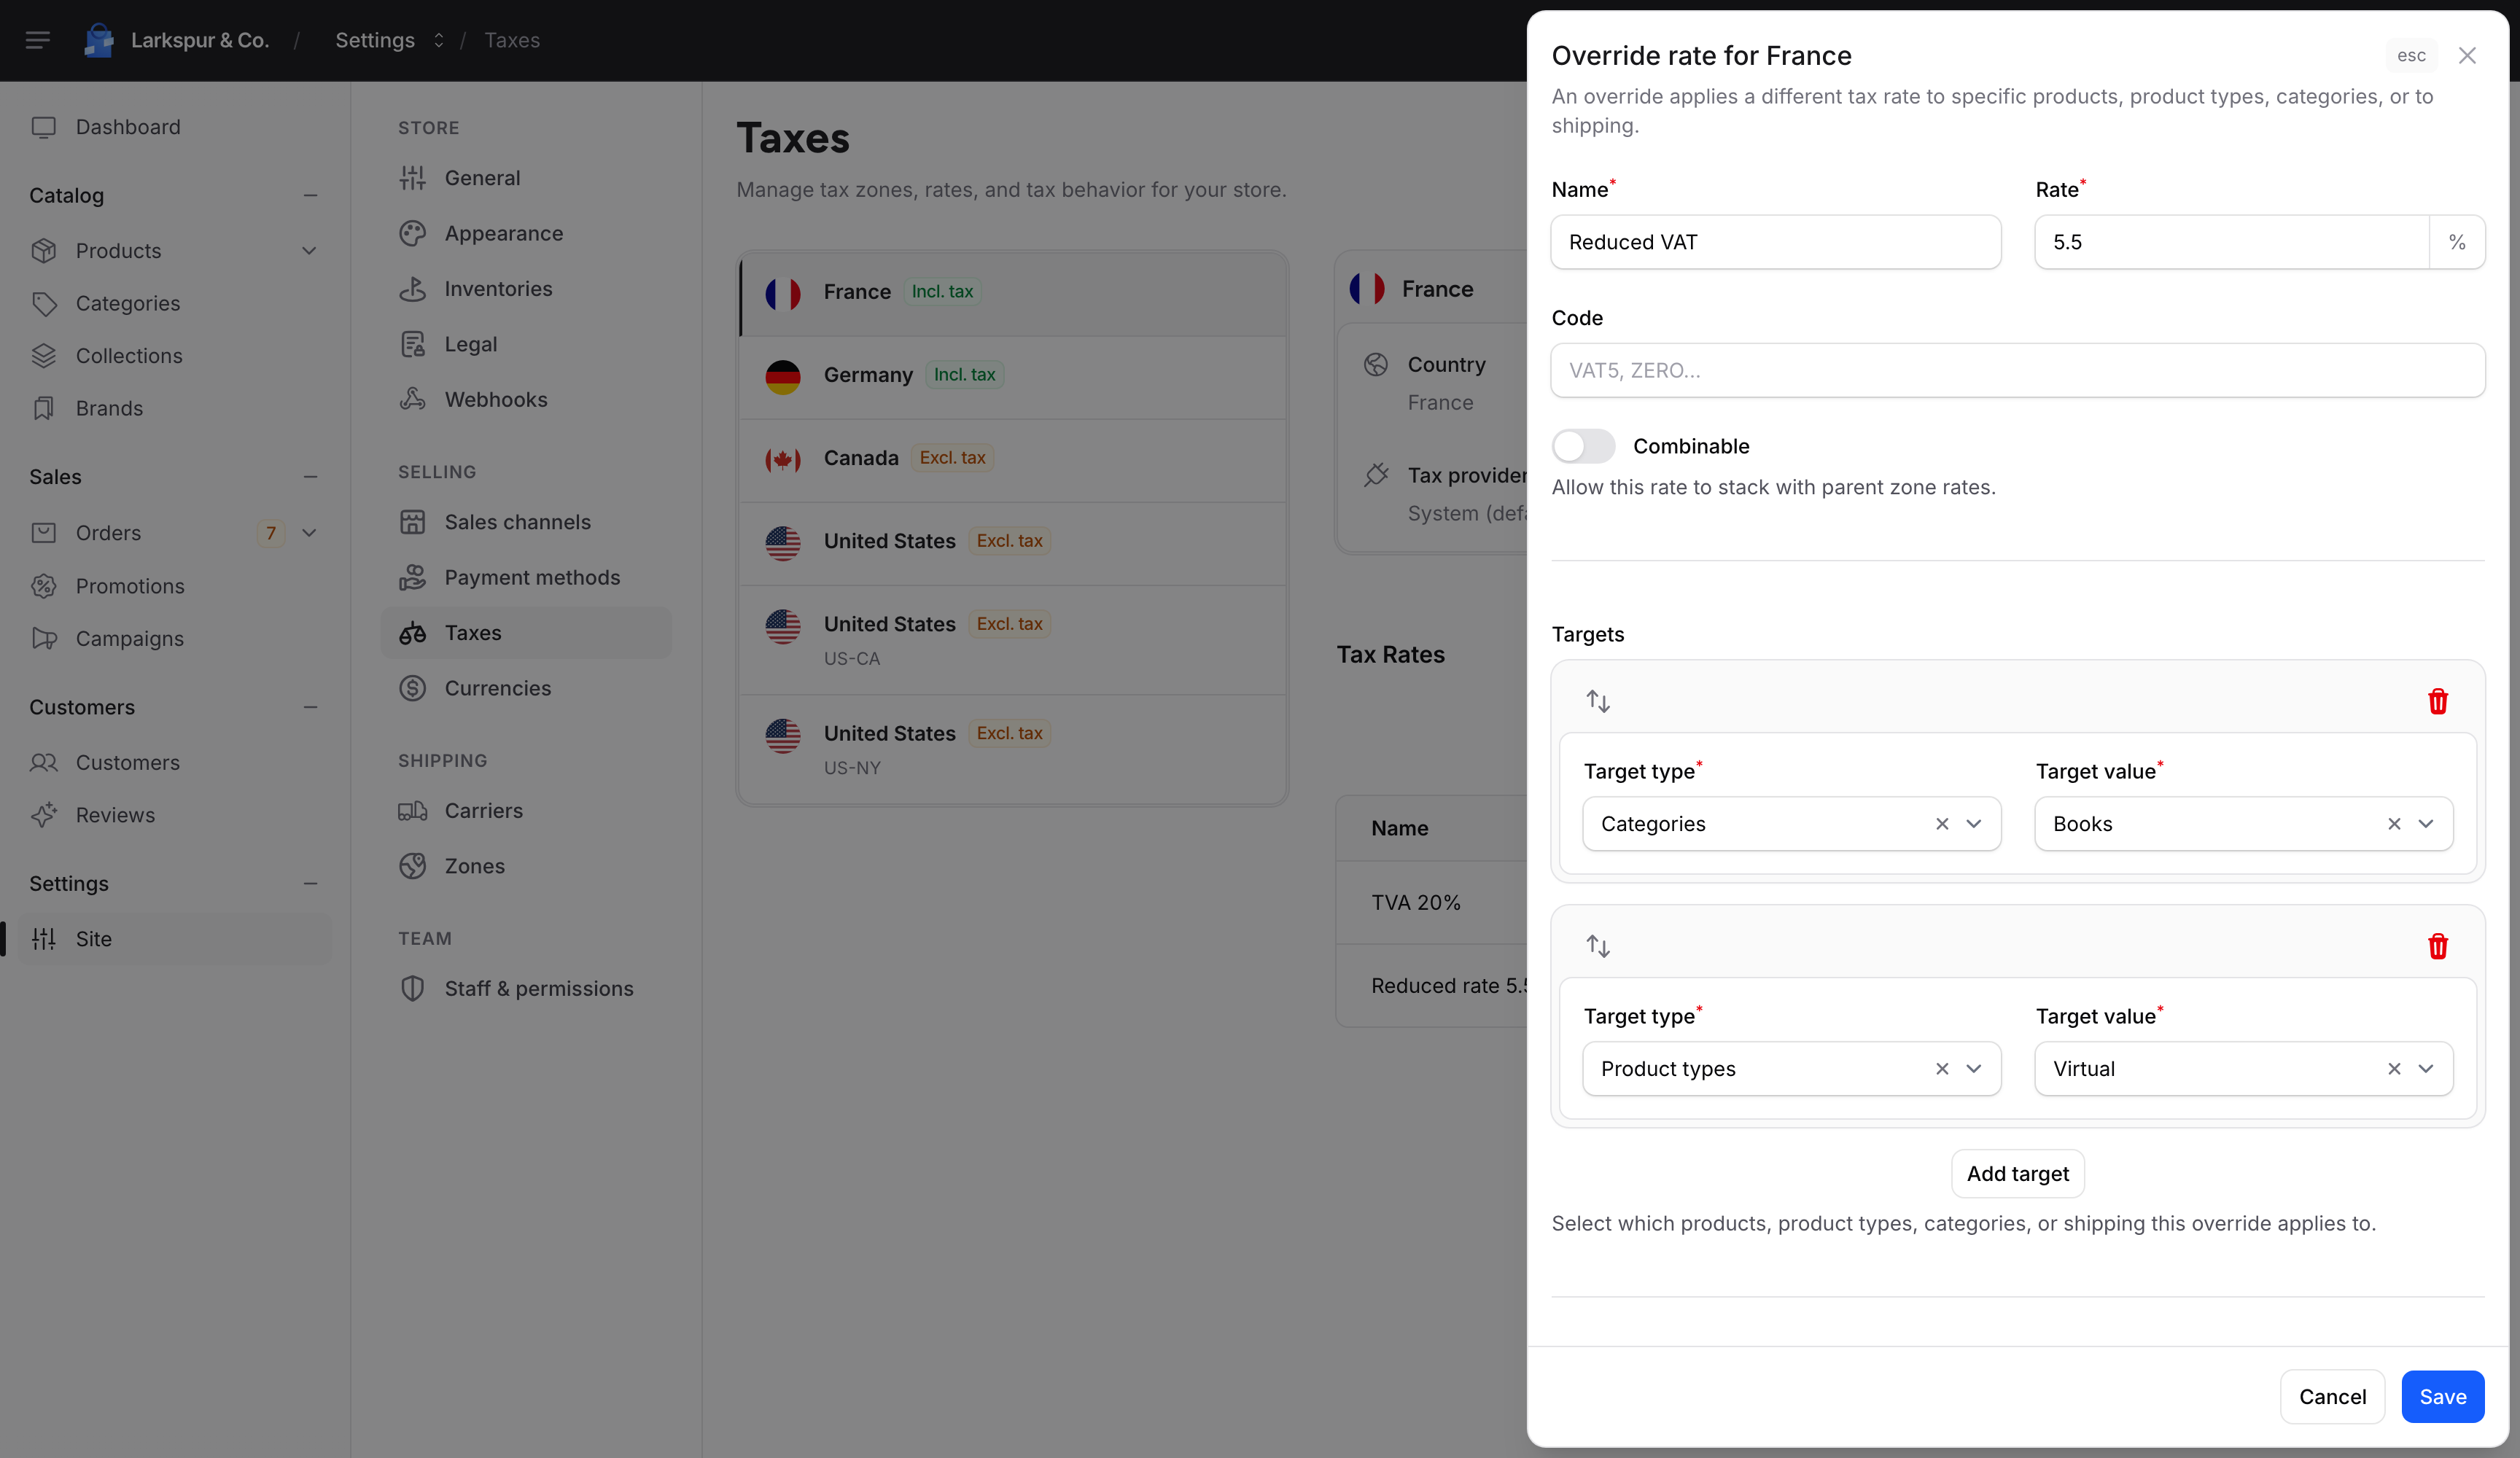 Larkspur & Co. / Settings / Taxes
Dashboard
Catalog
Products
Categories
Collections
Brands
Sales
Orders 7
Promotions
Campaigns
Customers
Customers
Reviews
Settings
Site
STORE
General
Appearance
Inventories
Legal
Webhooks
SELLING
Sales channels
Payment methods
Taxes
Currencies
SHIPPING
Carriers
Zones
TEAM
Staff & permissions
Taxes
Manage tax zones, rates, and tax behavior for your store.
France Incl. tax
Germany Incl. tax
Canada Excl. tax
United States Excl. tax
United States Excl. tax
US-CA
United States Excl. tax
US-NY
France
Country
France
Tax provider
System
Tax Rates
Name
TVA 20%
Reduced rate
Override rate for France
esc
An override applies a different tax rate to specific products, product types, categories, or to
shipping.
Name* Rate*
Reduced VAT 5.5 %
Code
VAT5, ZERO...
Combinable
Allow this rate to stack with parent zone rates.
Targets
Target type* Target value*
Categories Books
Target type* Target value*
Product types Virtual
Add target
Select which products, product types, categories, or shipping this override applies to.
Cancel Save